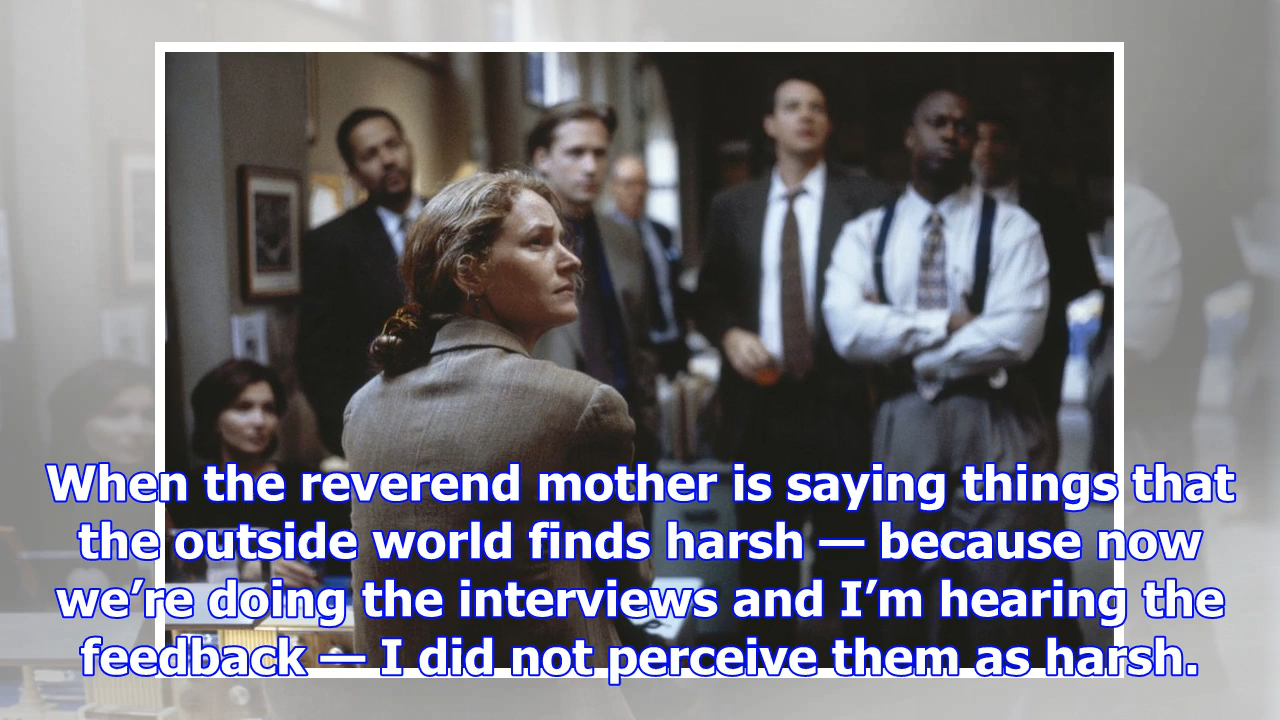 When the reverend mother is saying things that
the outside world finds harsh — because now
we’re doing the interviews and I’m hearing the
feedback — I did not perceive them as harsh.